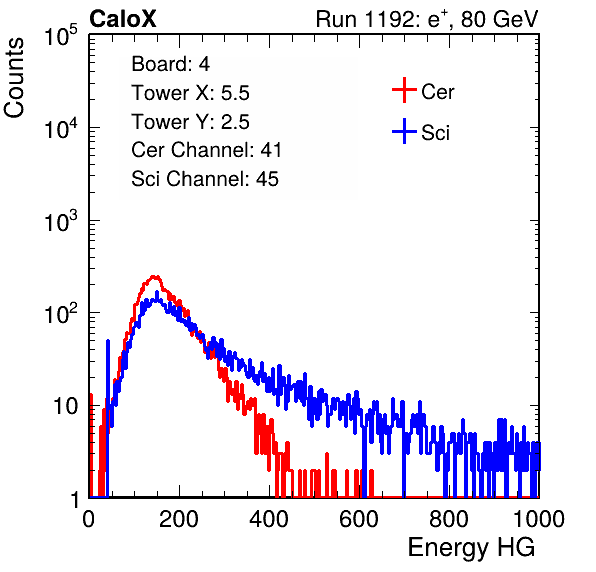 CaloX Run 1192: e⁺, 80 GeV
Counts
10⁵
10⁴
10³
10²
10
1
Board: 4
Tower X: 5.5
Tower Y: 2.5
Cer Channel: 41
Sci Channel: 45
Cer
Sci
0 200 400 600 800 1000
Energy HG